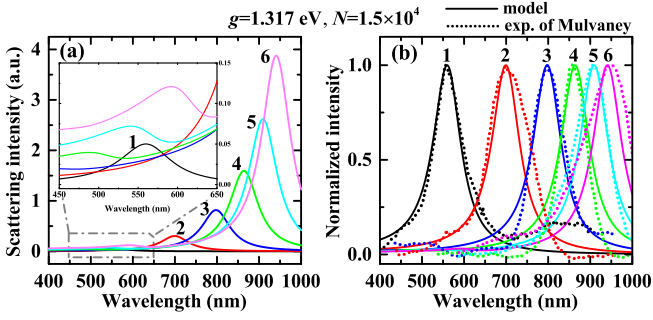 g=1.317 eV, N=1.5×10⁴
model
exp. of Mulvaney
(a)
Scattering intensity (a.u.)
4
3
2
1
0
0.20
0.15
0.10
0.05
0.00
450 500 550 600 650
Wavelength (nm)
1
2
3
4
5
6
400 500 600 700 800 900 1000
Wavelength (nm)
(b)
Normalized intensity
1.0
0.5
0.0
1 2 3 4 5 6
400 500 600 700 800 900 1000
Wavelength (nm)